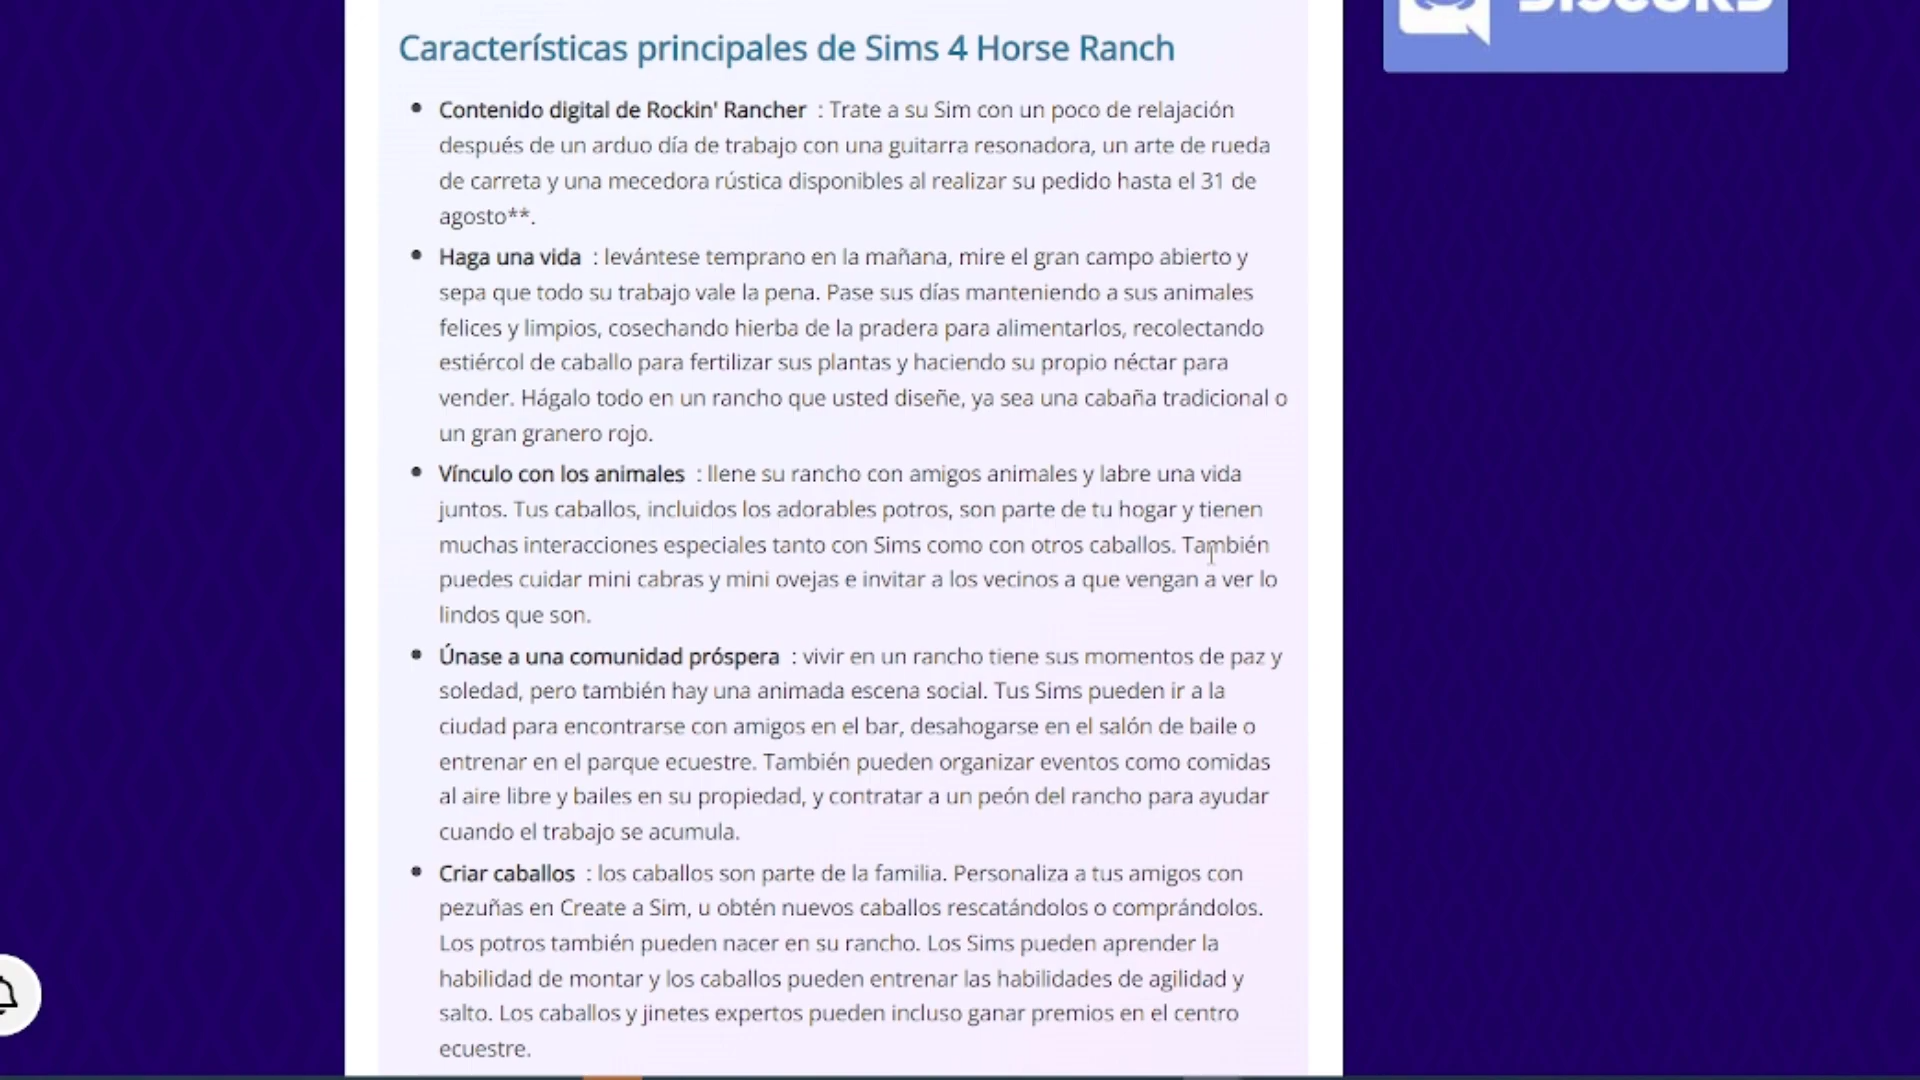 DISCORD
Características principales de Sims 4 Horse Ranch
Contenido digital de Rockin' Rancher : Trate a su Sim con un poco de relajación
después de un arduo día de trabajo con una guitarra resonadora, un arte de rueda
de carreta y una mecedora rústica disponibles al realizar su pedido hasta el 31 de
agosto**.
Haga una vida : levántese temprano en la mañana, mire el gran campo abierto y
sepa que todo su trabajo vale la pena. Pase sus días manteniendo a sus animales
felices y limpios, cosechando hierba de la pradera para alimentarlos, recolectando
estiércol de caballo para fertilizar sus plantas y haciendo su propio néctar para
vender. Hágalo todo en un rancho que usted diseñe, ya sea una cabaña tradicional o
un gran granero rojo.
Vínculo con los animales : llene su rancho con amigos animales y labre una vida
juntos. Tus caballos, incluidos los adorables potros, son parte de tu hogar y tienen
muchas interacciones especiales tanto con Sims como con otros caballos. También
puedes cuidar mini cabras y mini ovejas e invitar a los vecinos a que vengan a ver lo
lindos que son.
Únase a una comunidad próspera : vivir en un rancho tiene sus momentos de paz y
soledad, pero también hay una animada escena social. Tus Sims pueden ir a la
ciudad para encontrarse con amigos en el bar, desahogarse en el salón de baile o
entrenar en el parque ecuestre. También pueden organizar eventos como comidas
al aire libre y bailes en su propiedad, y contratar a un peón del rancho para ayudar
cuando el trabajo se acumula.
Criar caballos : los caballos son parte de la familia. Personaliza a tus amigos con
pezuñas en Create a Sim, u obtén nuevos caballos rescatándolos o comprándolos.
Los potros también pueden nacer en su rancho. Los Sims pueden aprender la
habilidad de montar y los caballos pueden entrenar las habilidades de agilidad y
salto. Los caballos y jinetes expertos pueden incluso ganar premios en el centro
ecuestre.